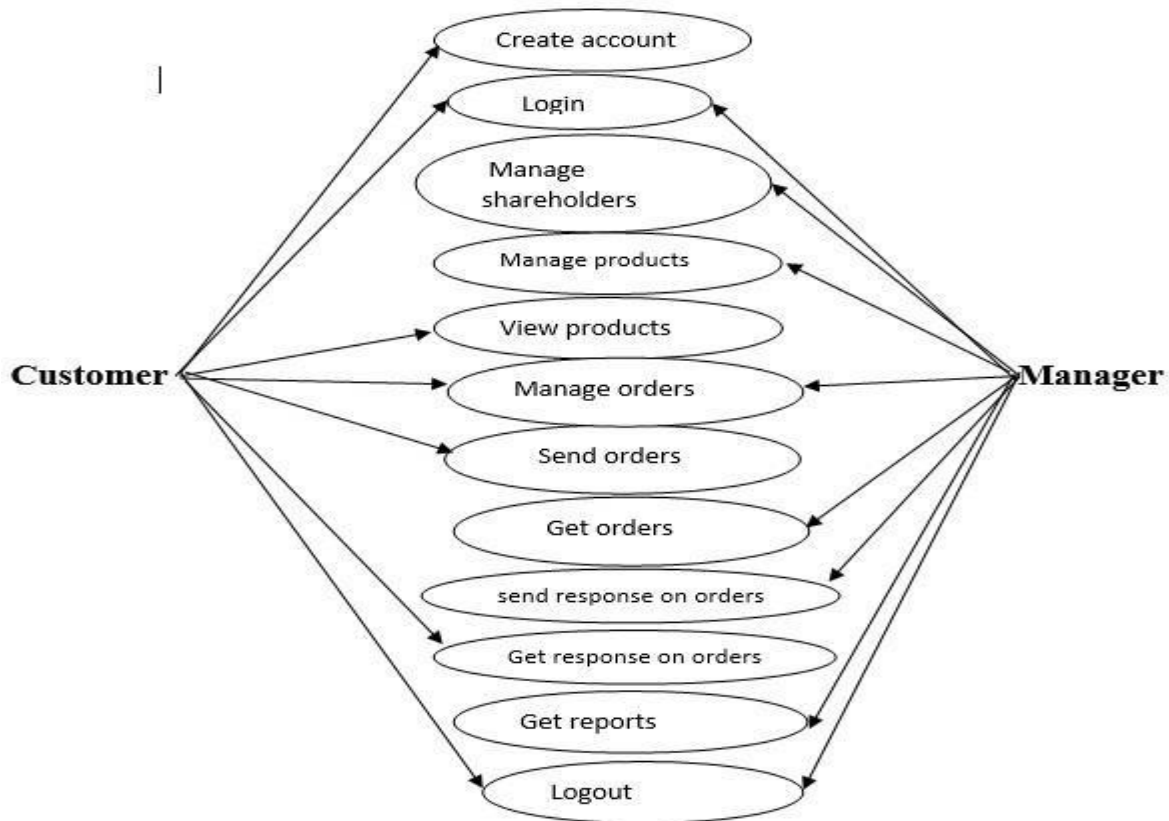 Create account
Login
Manage
shareholders
Manage products
View products
Customer
Manager
Manage orders
Send orders
Get orders
send response on orders
Get response on orders
Get reports
Logout